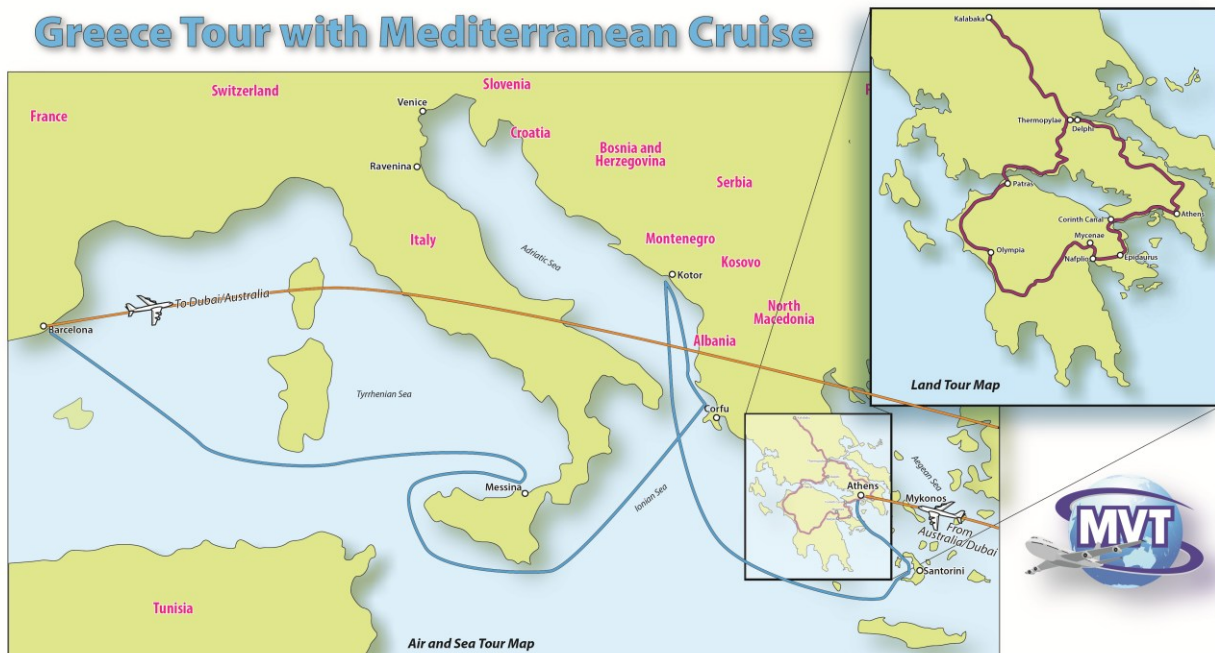 Greece Tour with Mediterranean Cruise
France
Switzerland
Slovenia
Venice
Croatia
Ravenina
Bosnia and
Herzegovina
Serbia
Italy
Adriatic Sea
Montenegro
Kosovo
Kotor
To Dubai/Australia
North
Macedonia
Barcelona
Albania
Tyrrhenian Sea
Corfu
Messina
Ionian Sea
Athens
Aegean Sea
Mykonos
From
Australia/Dubai
Santorini
Tunisia
Air and Sea Tour Map
Kalabaka
Thermopylae
Delphi
Patras
Corinth Canal
Athens
Mycenae
Olympia
Nafplio
Epidaurus
Land Tour Map
MVT